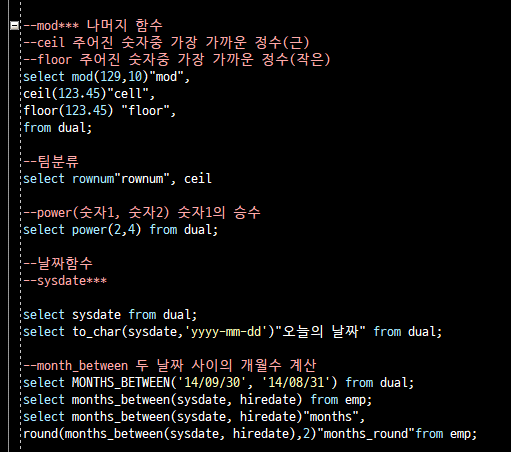 --mod*** 나머지 함수
--ceil 주어진 숫자중 가장 가까운 정수(근)
--floor 주어진 숫자중 가장 가까운 정수(작은)
select mod(129,10)"mod",
ceil(123.45)"cell",
floor(123.45) "floor",
from dual;
--팀분류
select rownum"rownum", ceil
--power(숫자1, 숫자2) 숫자1의 승수
select power(2,4) from dual;
--날짜함수
--sysdate***
select sysdate from dual;
select to_char(sysdate,'yyyy-mm-dd')"오늘의 날짜" from dual;
--month_between 두 날짜 사이의 개월수 계산
select MONTHS_BETWEEN('14/09/30', '14/08/31') from dual;
select months_between(sysdate, hiredate) from emp;
select months_between(sysdate, hiredate)"months",
round(months_between(sysdate, hiredate),2)"months_round"from emp;